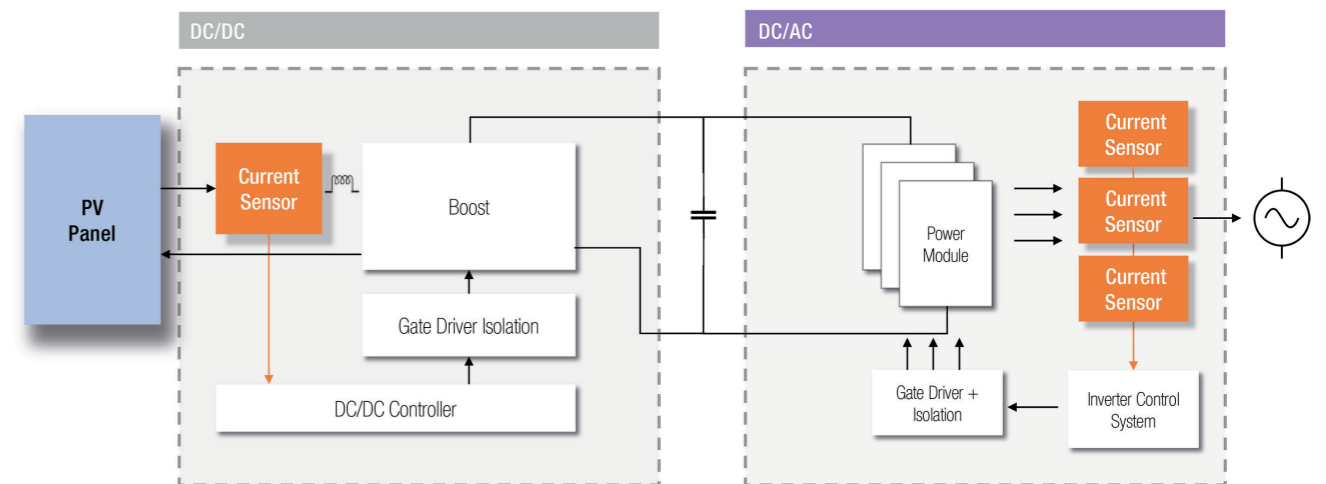 DC/DC
DC/AC
PV
Panel
Current
Sensor
Boost
Gate Driver Isolation
DC/DC Controller
Power
Module
Current
Sensor
Current
Sensor
Current
Sensor
Gate Driver +
Isolation
Inverter Control
System